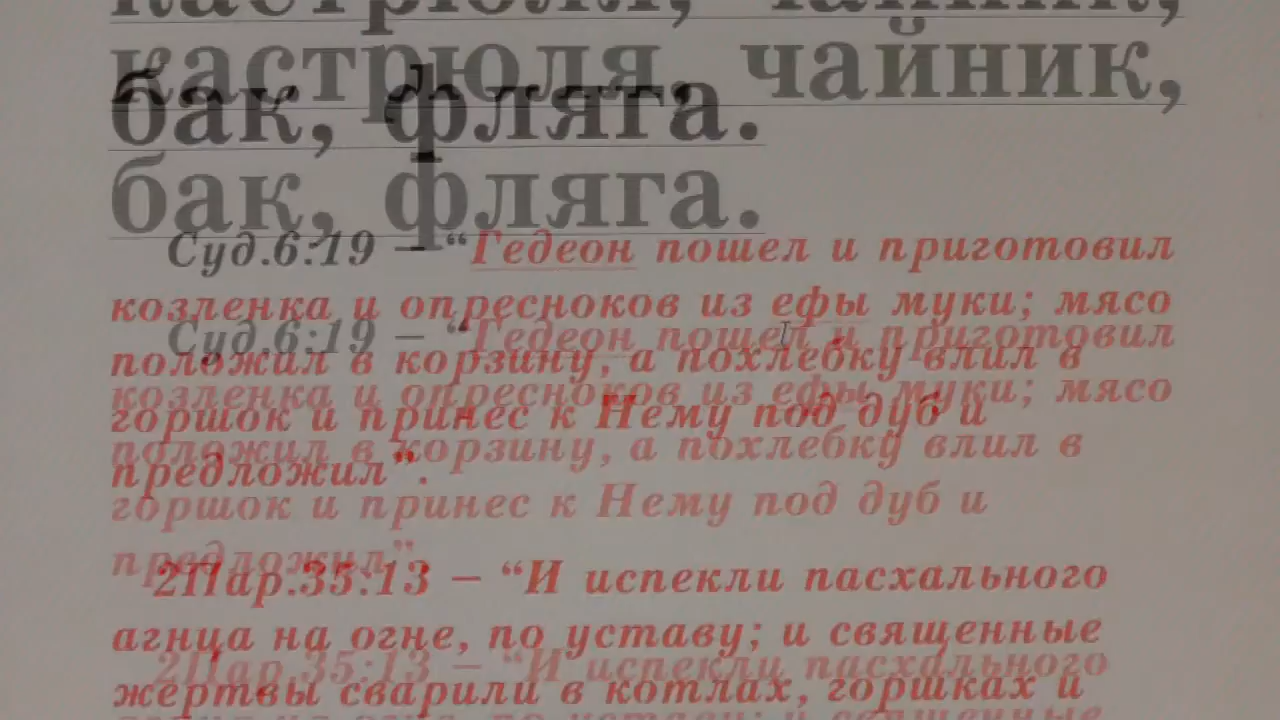 кастрюля, чайник,
бак, фляга.
Суд.6:19 – “Гедеон пошел и приготовил
козленка и опресноков из ефы муки; мясо
положил в корзину, а похлебку влил в
горшок и принес к Нему под дуб и
предложил”.
2Пар.35:13 – “И испекли пасхального
агнца на огне, по уставу; и священные
жертвы сварили в котлах, горшках и